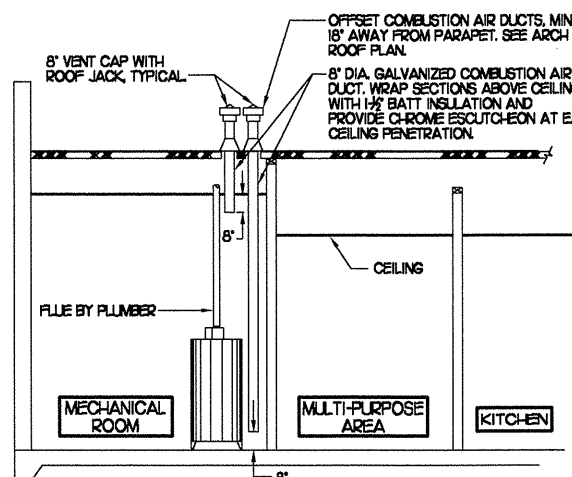 OFFSET COMBUSTION AIR DUCTS, MIN
18" AWAY FROM PARAPET. SEE ARCH
ROOF PLAN.
8" VENT CAP WITH
ROOF JACK, TYPICAL.
8" DIA. GALVANIZED COMBUSTION AIR
DUCT. WRAP SECTIONS ABOVE CEILIN
WITH 1-1/2" BATT INSULATION AND
PROVIDE CHROME ESCUTCHEON AT E
CEILING PENETRATION.
8"
CEILING
FLUE BY PLUMBER
MECHANICAL
ROOM
MULTI-PURPOSE
AREA
KITCHEN